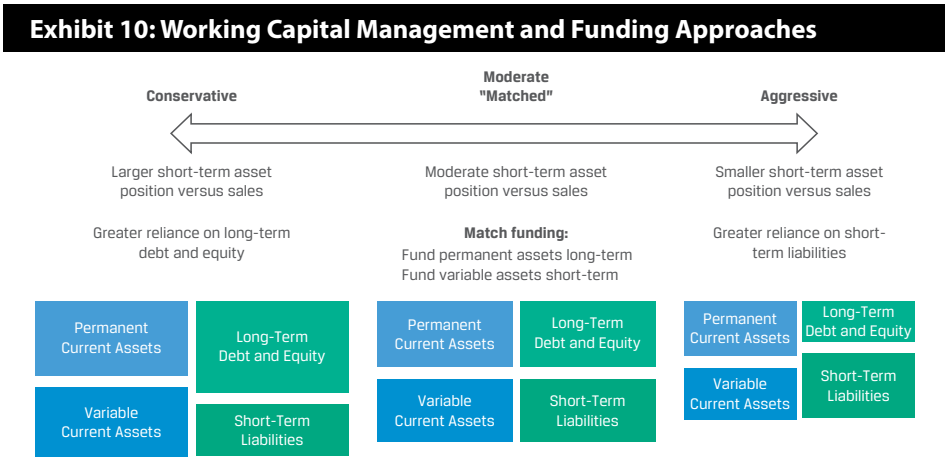 Exhibit 10: Working Capital Management and Funding Approaches
Conservative
Moderate
"Matched"
Aggressive
Larger short-term asset
position versus sales
Greater reliance on long-term
debt and equity
Moderate short-term asset
position versus sales
Match funding:
Fund permanent assets long-term
Fund variable assets short-term
Smaller short-term asset
position versus sales
Greater reliance on short-
term liabilities
Permanent
Current Assets
Long-Term
Debt and Equity
Variable
Current Assets
Short-Term
Liabilities
Permanent
Current Assets
Long-Term
Debt and Equity
Variable
Current Assets
Short-Term
Liabilities
Permanent
Current Assets
Long-Term
Debt and Equity
Variable
Current Assets
Short-Term
Liabilities